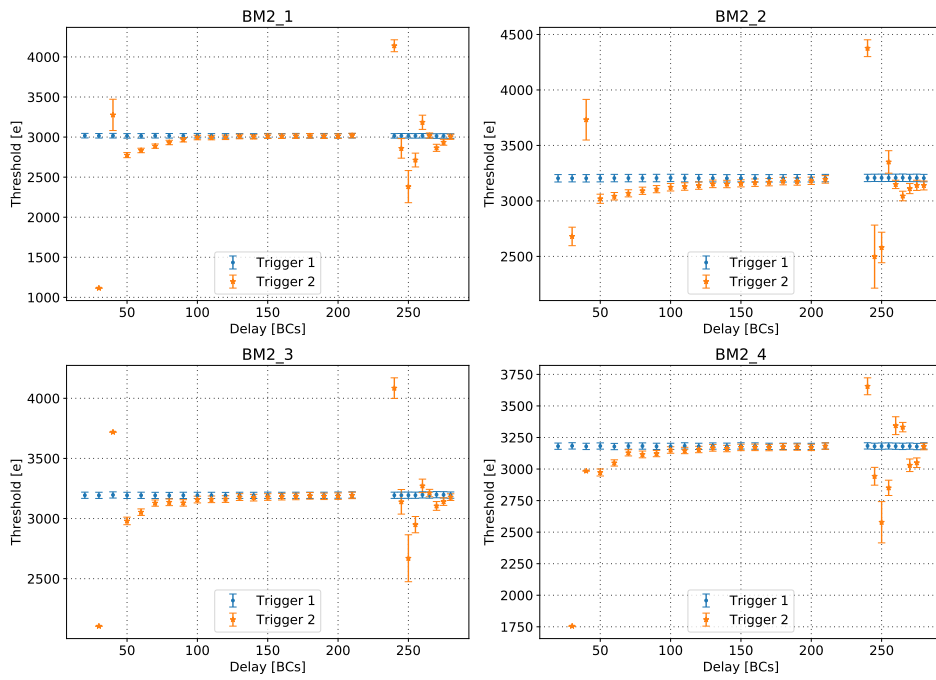 BM2_1
Threshold [e]
4000
3500
3000
2500
2000
1500
1000
50
100
150
200
250
Delay [BCs]
Trigger 1
Trigger 2
BM2_2
Threshold [e]
4500
4000
3500
3000
2500
50
100
150
200
250
Delay [BCs]
Trigger 1
Trigger 2
BM2_3
Threshold [e]
4000
3500
3000
2500
50
100
150
200
250
Delay [BCs]
Trigger 1
Trigger 2
BM2_4
Threshold [e]
3750
3500
3250
3000
2750
2500
2250
2000
1750
50
100
150
200
250
Delay [BCs]
Trigger 1
Trigger 2